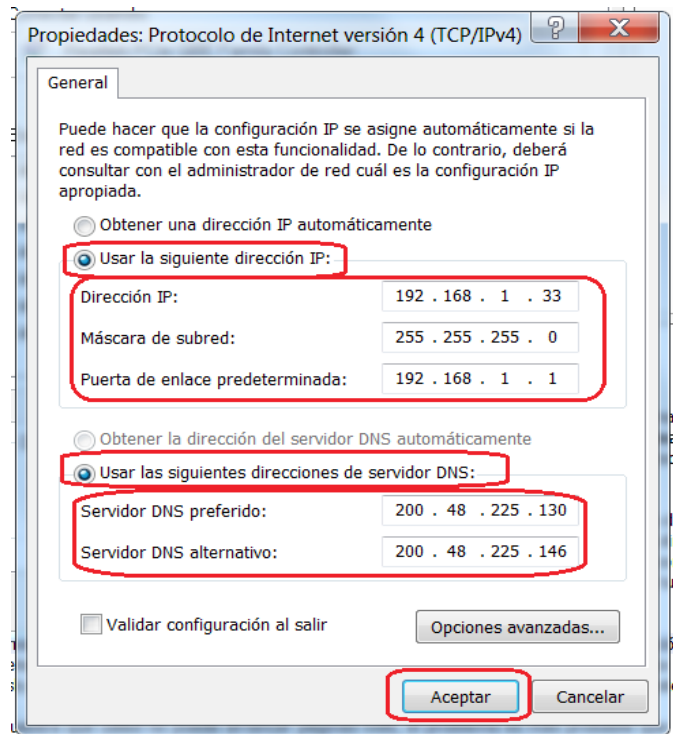 Propiedades: Protocolo de Internet versión 4 (TCP/IPv4)
General
Puede hacer que la configuración IP se asigne automáticamente si la
red es compatible con esta funcionalidad. De lo contrario, deberá
consultar con el administrador de red cuál es la configuración IP
apropiada.
Obtener una dirección IP automáticamente
Usar la siguiente dirección IP:
Dirección IP: 192 . 168 . 1 . 33
Máscara de subred: 255 . 255 . 255 . 0
Puerta de enlace predeterminada: 192 . 168 . 1 . 1
Obtener la dirección del servidor DNS automáticamente
Usar las siguientes direcciones de servidor DNS:
Servidor DNS preferido: 200 . 48 . 225 . 130
Servidor DNS alternativo: 200 . 48 . 225 . 146
Validar configuración al salir
Opciones avanzadas...
Aceptar Cancelar